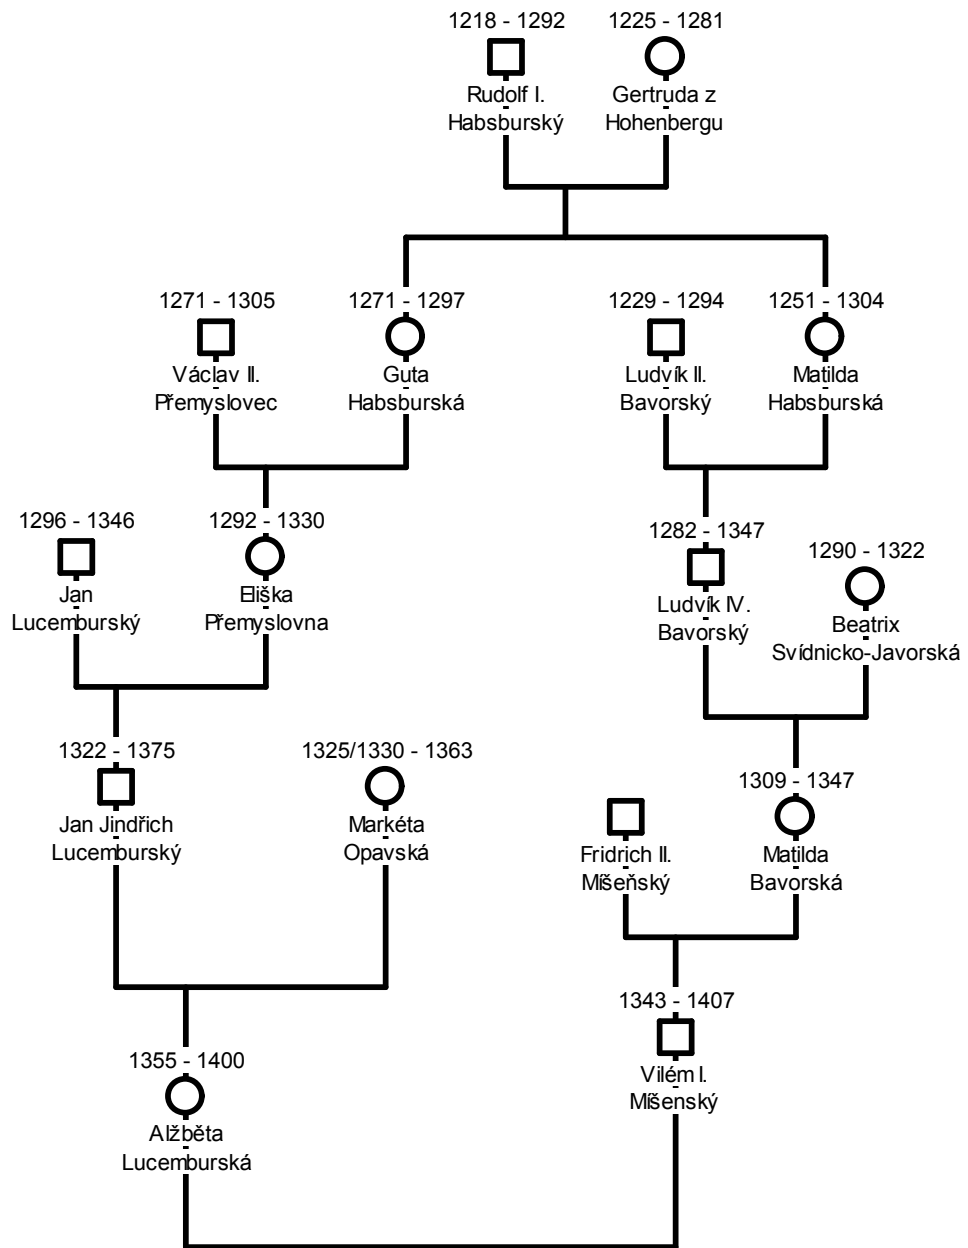 1218 - 1292
Rudolf I.
Habsburský
1225 - 1281
Gertruda z
Hohenbergu
1271 - 1305
Václav II.
Přemyslovec
1271 - 1297
Guta
Habsburská
1229 - 1294
Ludvík II.
Bavorský
1251 - 1304
Matilda
Habsburská
1296 - 1346
Jan
Lucemburský
1292 - 1330
Eliška
Přemyslovna
1282 - 1347
Ludvík IV.
Bavorský
1290 - 1322
Beatrix
Svídnicko-Javorská
1322 - 1375
Jan Jindřich
Lucemburský
1325/1330 - 1363
Markéta
Opavská
Fridrich II.
Míšeňský
1309 - 1347
Matilda
Bavorská
1355 - 1400
Alžběta
Lucemburská
1343 - 1407
Vilém I.
Míšenský